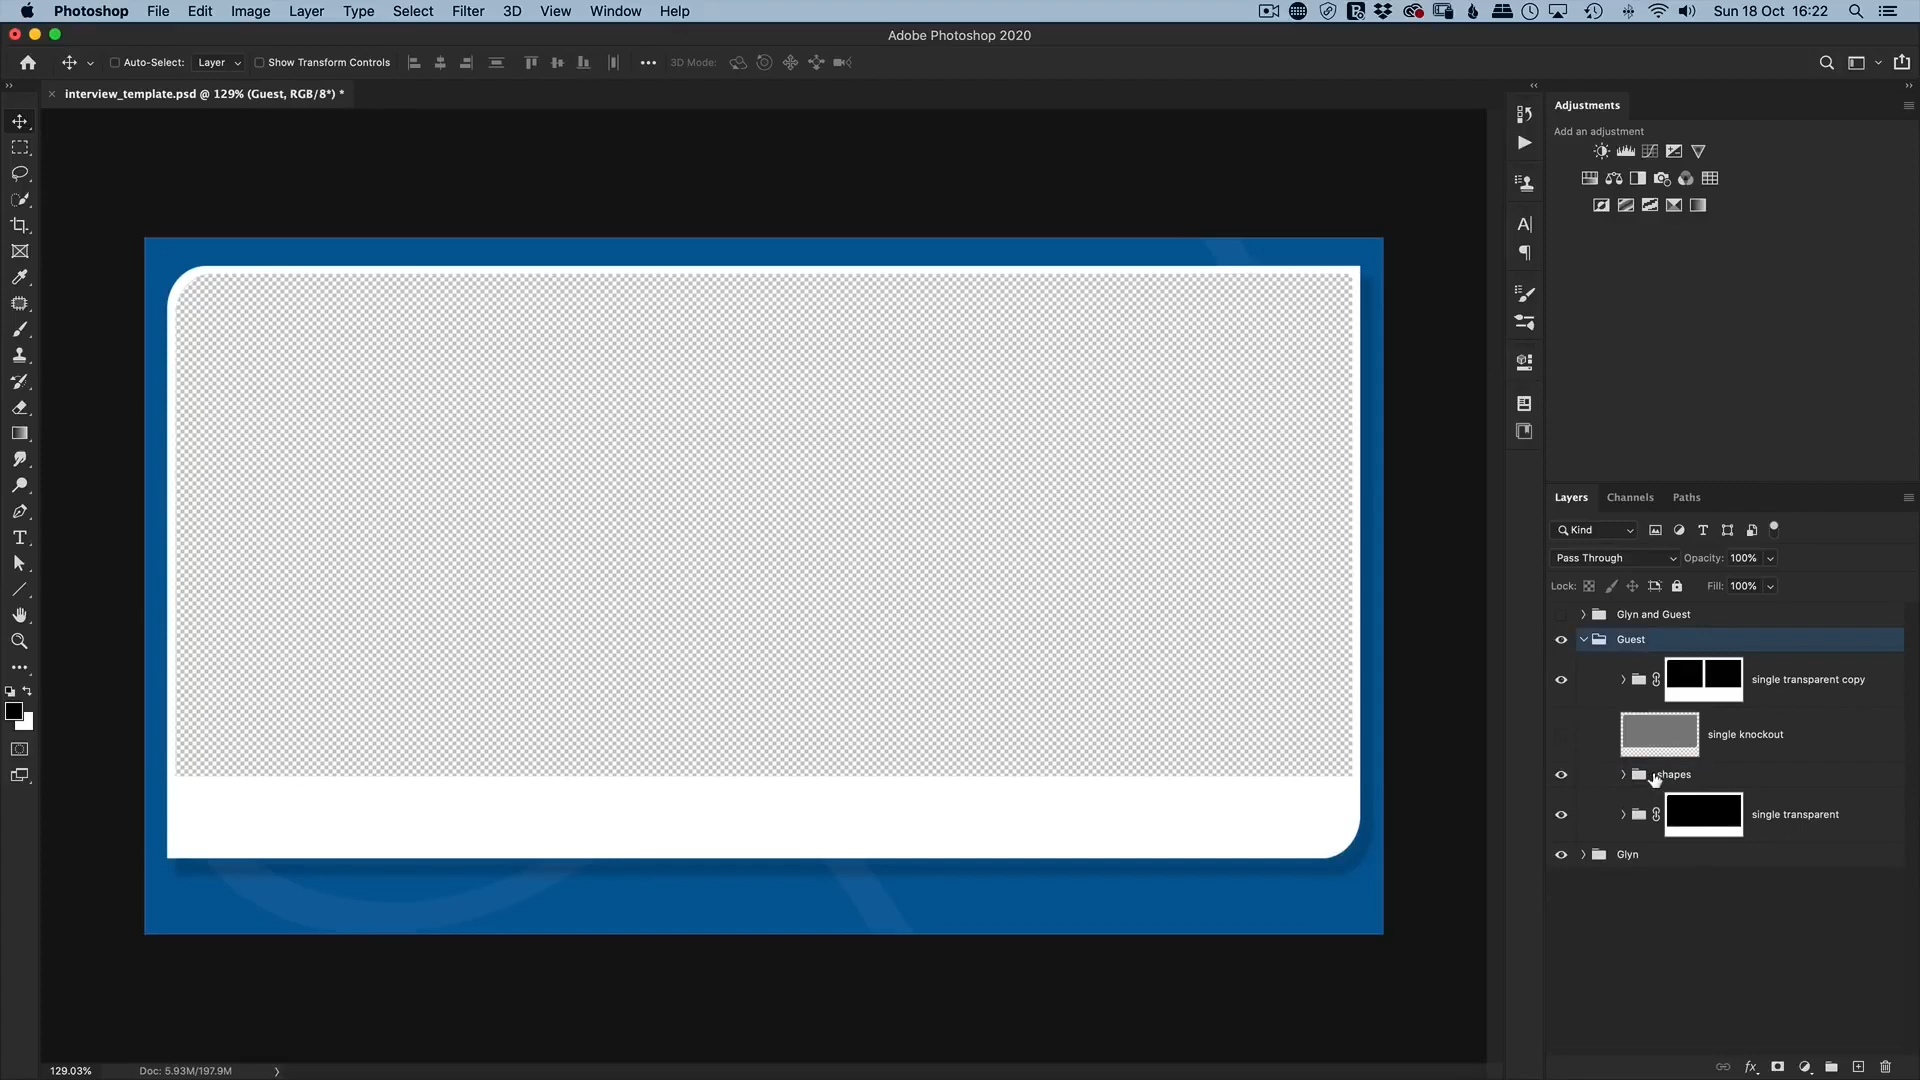 Photoshop File Edit Image Layer Type Select Filter 3D View Window Help Sun 18 Oct 16:22
Adobe Photoshop 2020
Auto-Select: Layer Show Transform Controls 3D Mode:
interview_template.psd @ 129% (Guest, RGB/8*) *
Adjustments
Add an adjustment
Layers Channels Paths
Kind
Pass Through Opacity: 100%
Lock: Fill: 100%
Glyn and Guest
Guest
single transparent copy
single knockout
shapes
single transparent
Glyn
129.03% Doc: 5.93M/197.9M